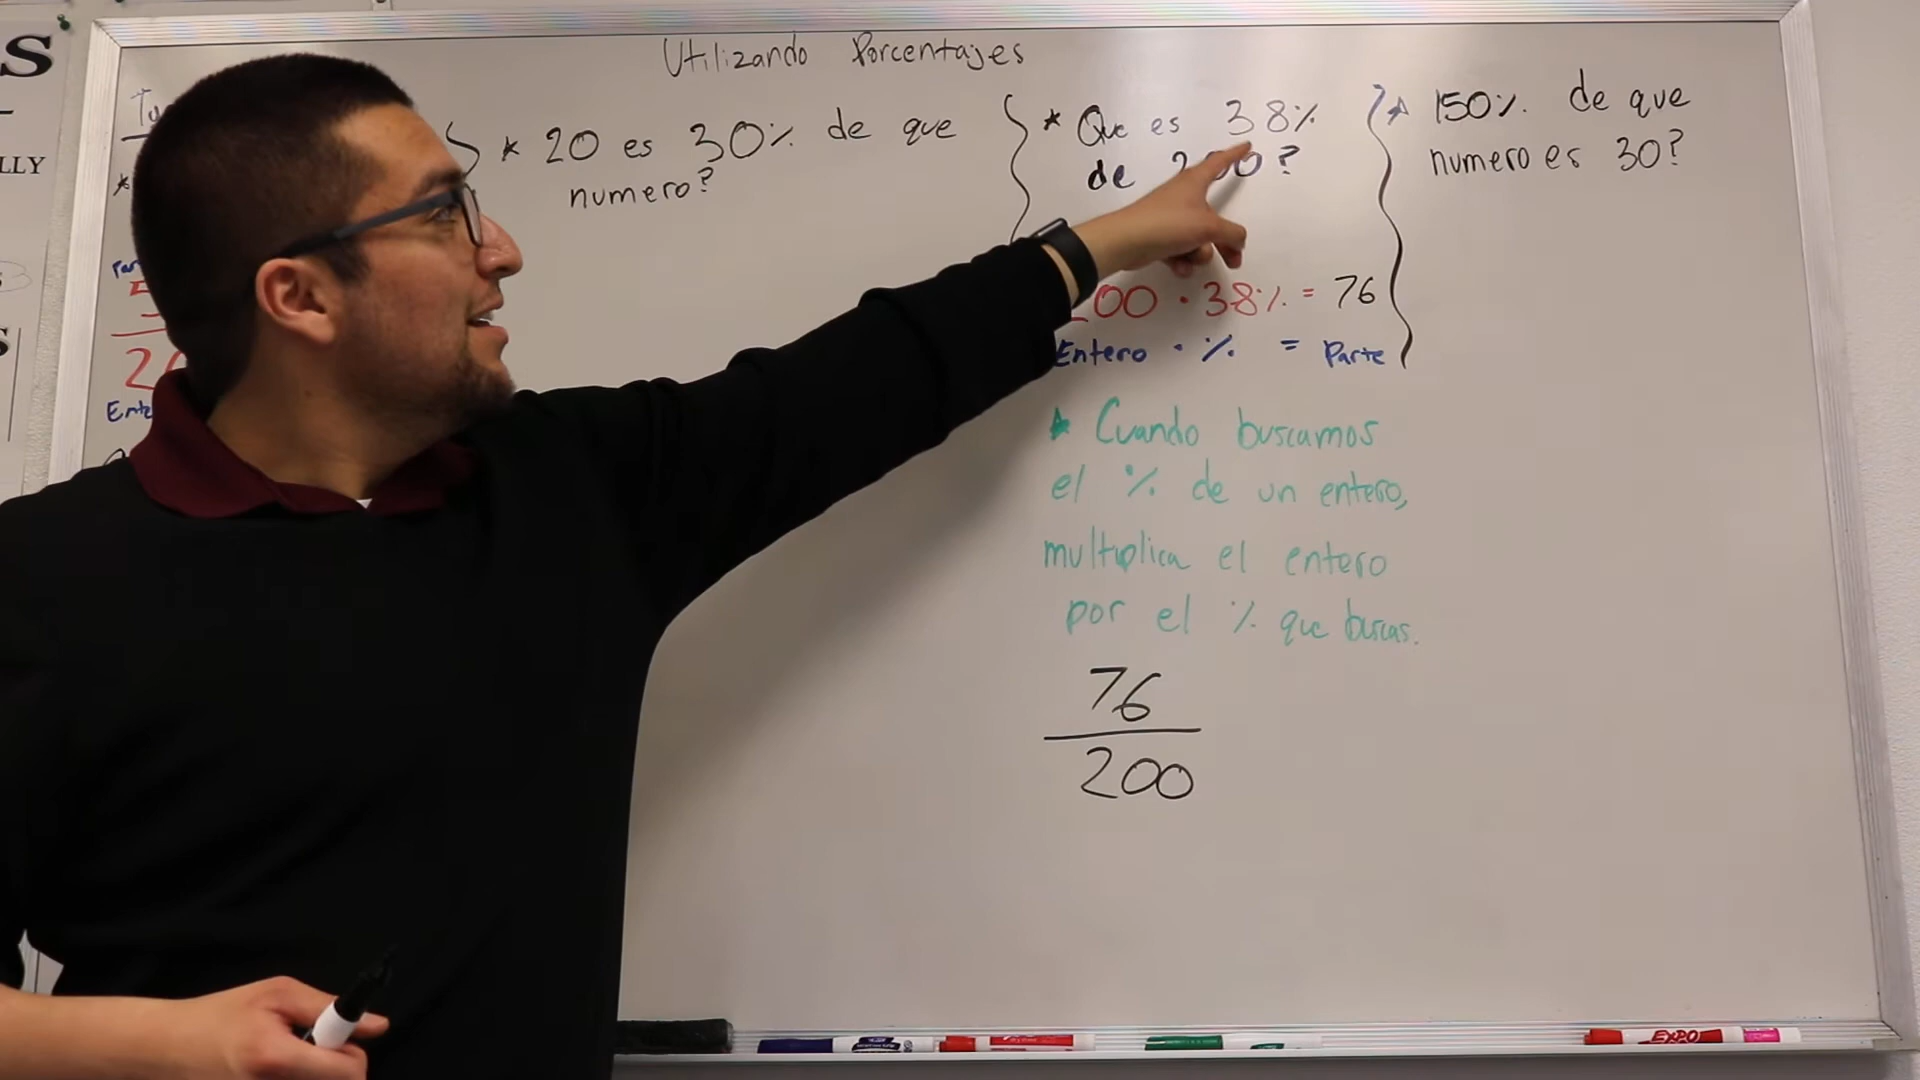 S
LLY
Utilizando Porcentajes
* 20 es 30% de que
numero?
* Que es 38%
de 200?
200 · 38% = 76
Entero · % = Parte
* Cuando buscamos
el % de un entero,
multiplica el entero
por el % que buscas.
76
200
* 150% de que
numero es 30?
EXPO